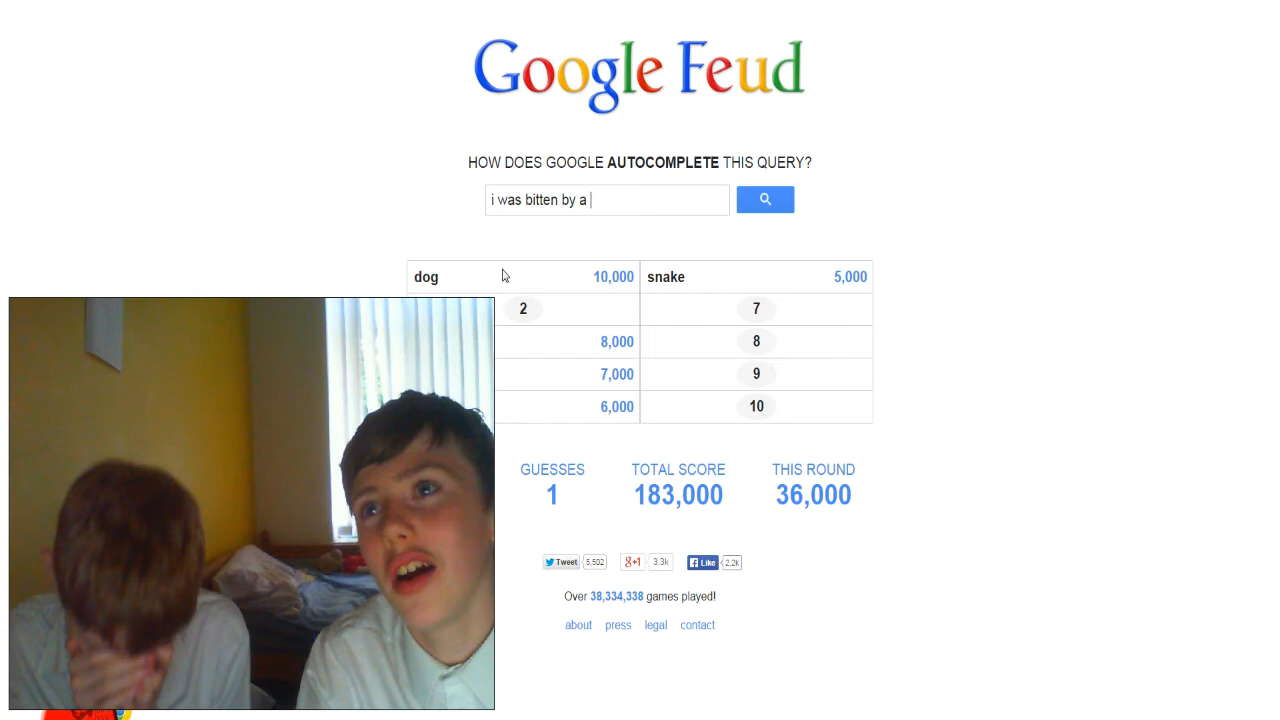 Google Feud
HOW DOES GOOGLE AUTOCOMPLETE THIS QUERY?
i was bitten by a
dog 10,000 snake 5,000
2 7
8,000 8
7,000 9
6,000 10
GUESSES TOTAL SCORE THIS ROUND
1 183,000 36,000
Tweet 5,502 g+1 3.3k Like 2.2k
Over 38,334,338 games played!
about press legal contact